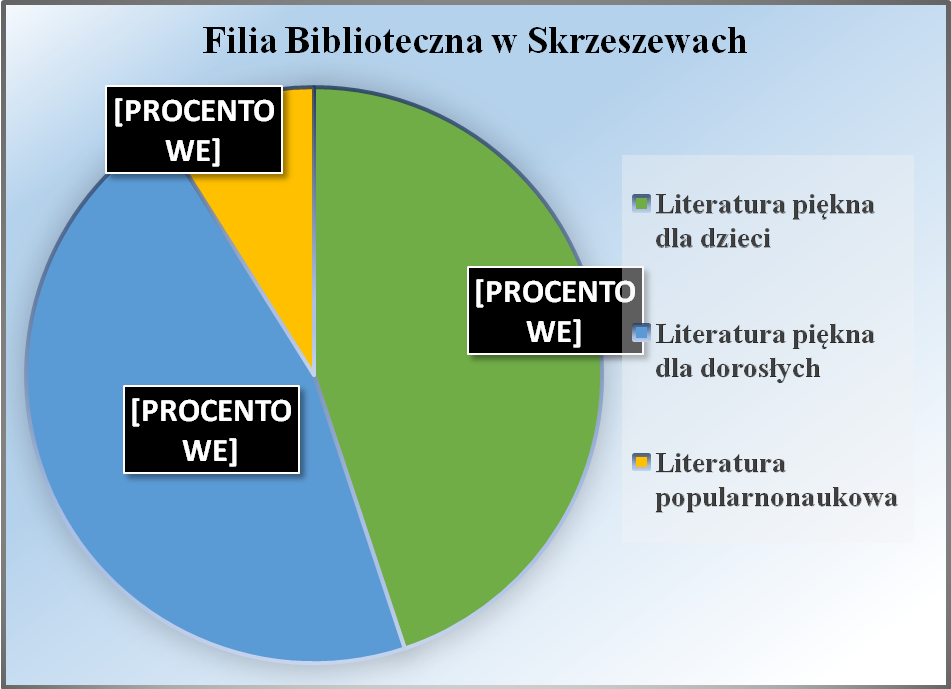 Filia Biblioteczna w Skrzeszewach
[PROCENTO
WE]
[PROCENTO
WE]
[PROCENTO
WE]
Literatura piękna
dla dzieci
Literatura piękna
dla dorosłych
Literatura
popularnonaukowa